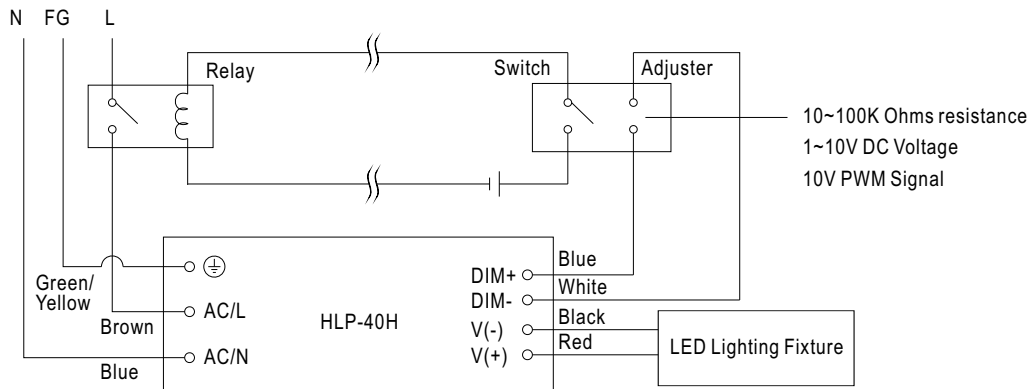 N FG L
Relay
Switch
Adjuster
10~100K Ohms resistance
1~10V DC Voltage
10V PWM Signal
Green/
Yellow
Brown
Blue
AC/L
AC/N
HLP-40H
DIM+
DIM-
V(-)
V(+)
Blue
White
Black
Red
LED Lighting Fixture